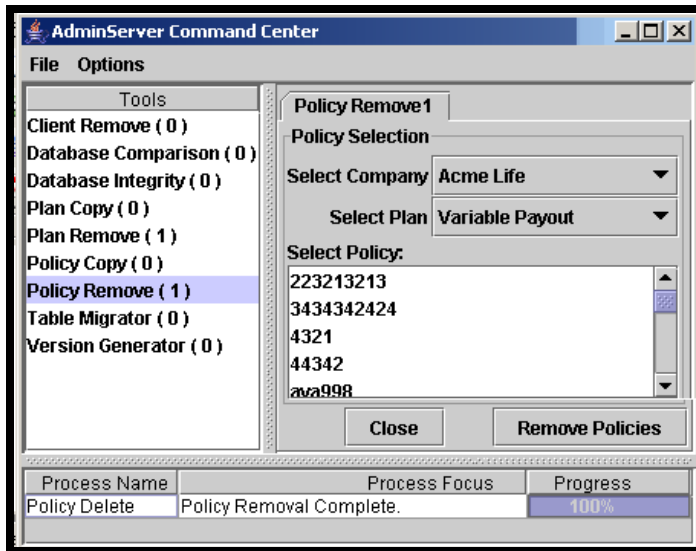 AdminServer Command Center
File Options
Tools
Client Remove ( 0 )
Database Comparison ( 0 )
Database Integrity ( 0 )
Plan Copy ( 0 )
Plan Remove ( 1 )
Policy Copy ( 0 )
Policy Remove ( 1 )
Table Migrator ( 0 )
Version Generator ( 0 )
Policy Remove1
Policy Selection
Select Company Acme Life
Select Plan Variable Payout
Select Policy:
223213213
3434342424
4321
44342
ava998
Close Remove Policies
Process Name Process Focus Progress
Policy Delete Policy Removal Complete. 100%